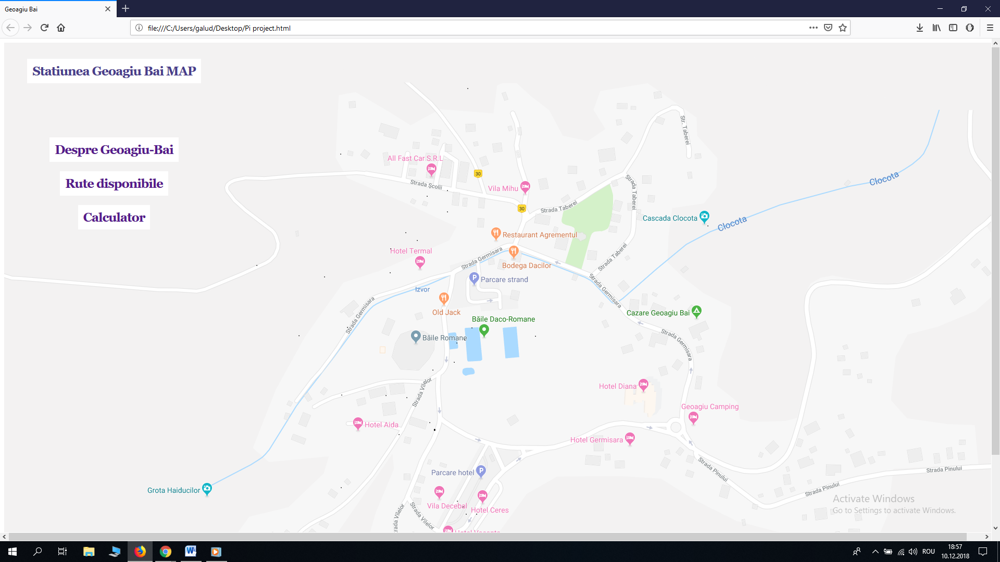 Geoagiu Bai
file:///C:/Users/galud/Desktop/Pi project.html
Statiunea Geoagiu Bai MAP
Despre Geoagiu-Bai
Rute disponibile
Calculator
Str. Taberei
All Fast Car S.R.L
30
Strada Școlii
Vila Mihu
Strada Taberei
Clocota
30
Strada Taberei
Cascada Clocota
Clocota
Restaurant Agrementul
Hotel Termal
Strada Germisara
Strada Taberei
Bodega Dacilor
P
Parcare strand
Izvor
Strada Germisara
Strada Germisara
Old Jack
Cazare Geoagiu Bai
Băile Daco-Romane
Băile Romane
Strada Germisara
Strada Vilelor
Hotel Diana
Geoagiu Camping
Hotel Aida
Hotel Germisara
Strada Pinului
Strada Pinului
Parcare hotel
P
Strada Pinului
Grota Haiducilor
Vila Decebal
Hotel Ceres
Strada Vilelor
trada Vilelor
Activate Windows
Go to Settings to activate Windows.
ROU
18:57
10.12.2018